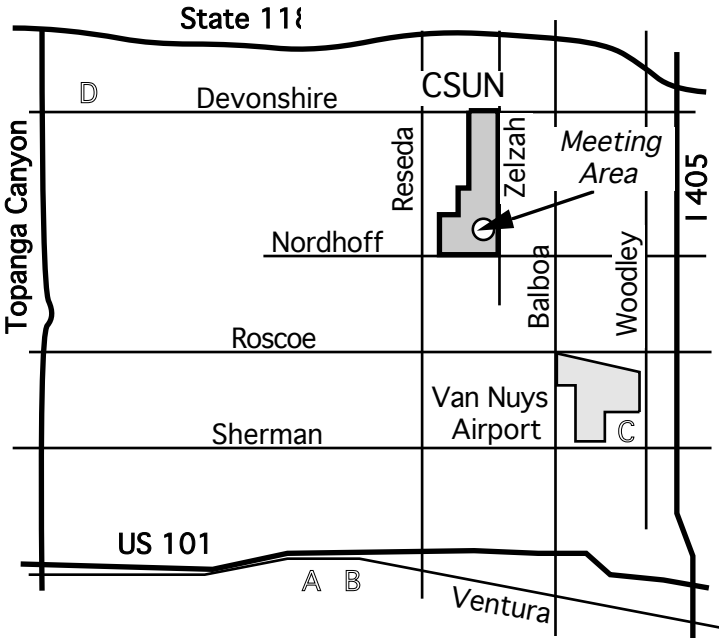 State 118
D
Devonshire
CSUN
Reseda
Zelzah
Meeting
Area
Topanga Canyon
I 405
Nordhoff
Balboa
Woodley
Roscoe
Van Nuys
Airport
C
Sherman
US 101
A B
Ventura